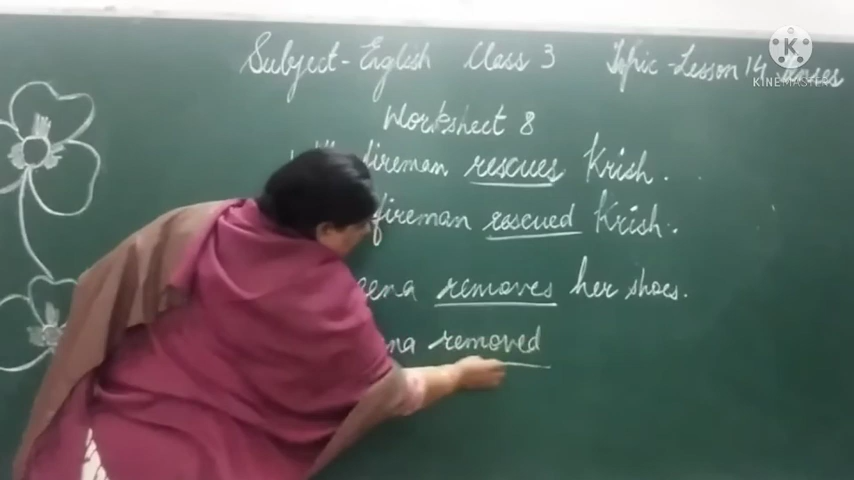 Subject-English Class 3 Topic-Lesson 14 Tenses
K
KINEMASTER
Worksheet 8
fireman rescues Krish.
fireman rescued Krish.
removes her shoes.
removed